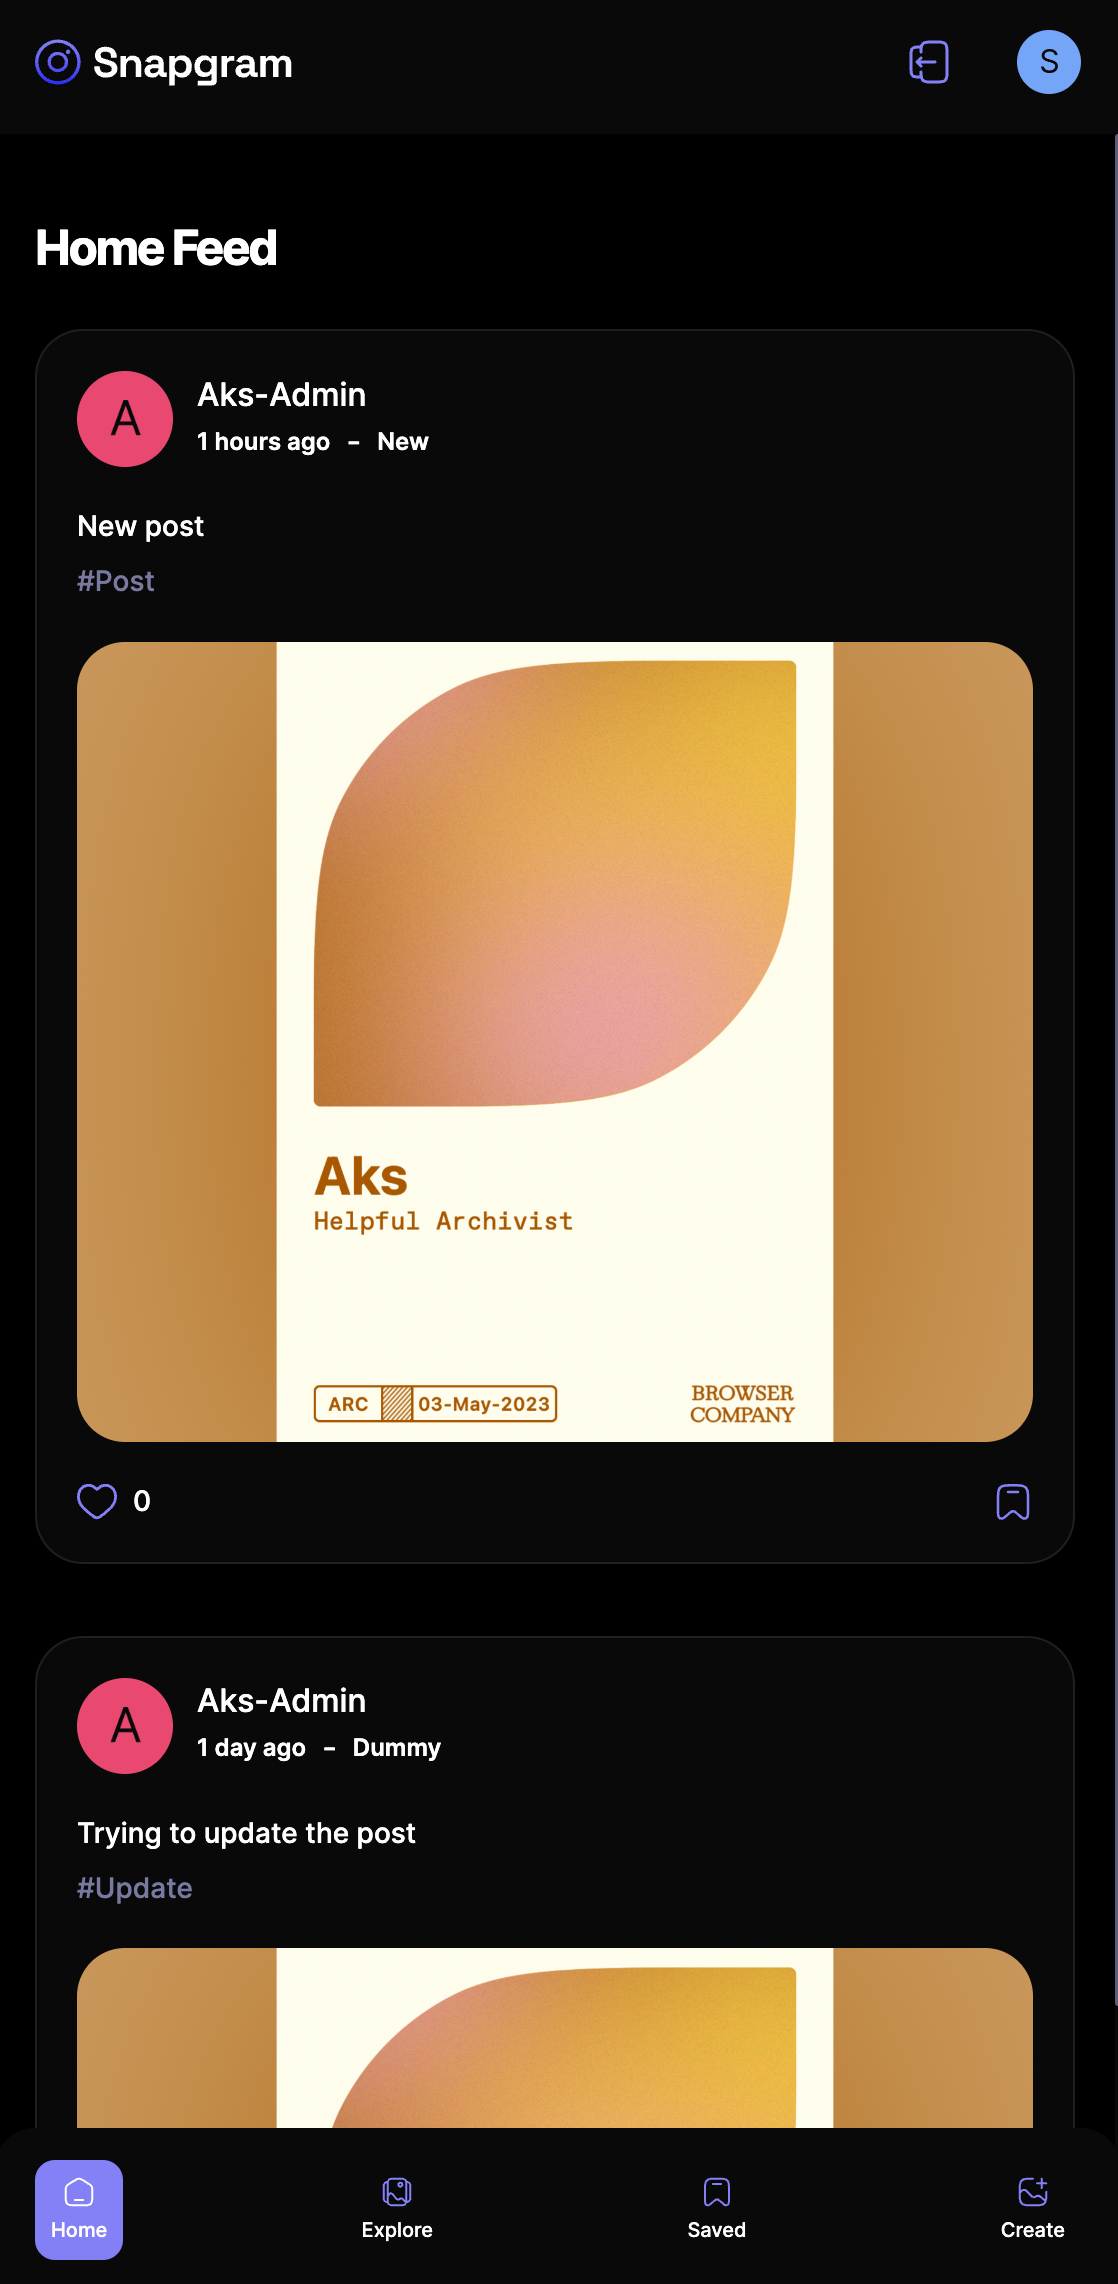 Snapgram
S
Home Feed
A
Aks-Admin
1 hours ago - New
New post
#Post
Aks
Helpful Archivist
ARC 03-May-2023
BROWSER
COMPANY
0
A
Aks-Admin
1 day ago - Dummy
Trying to update the post
#Update
Home Explore Saved Create